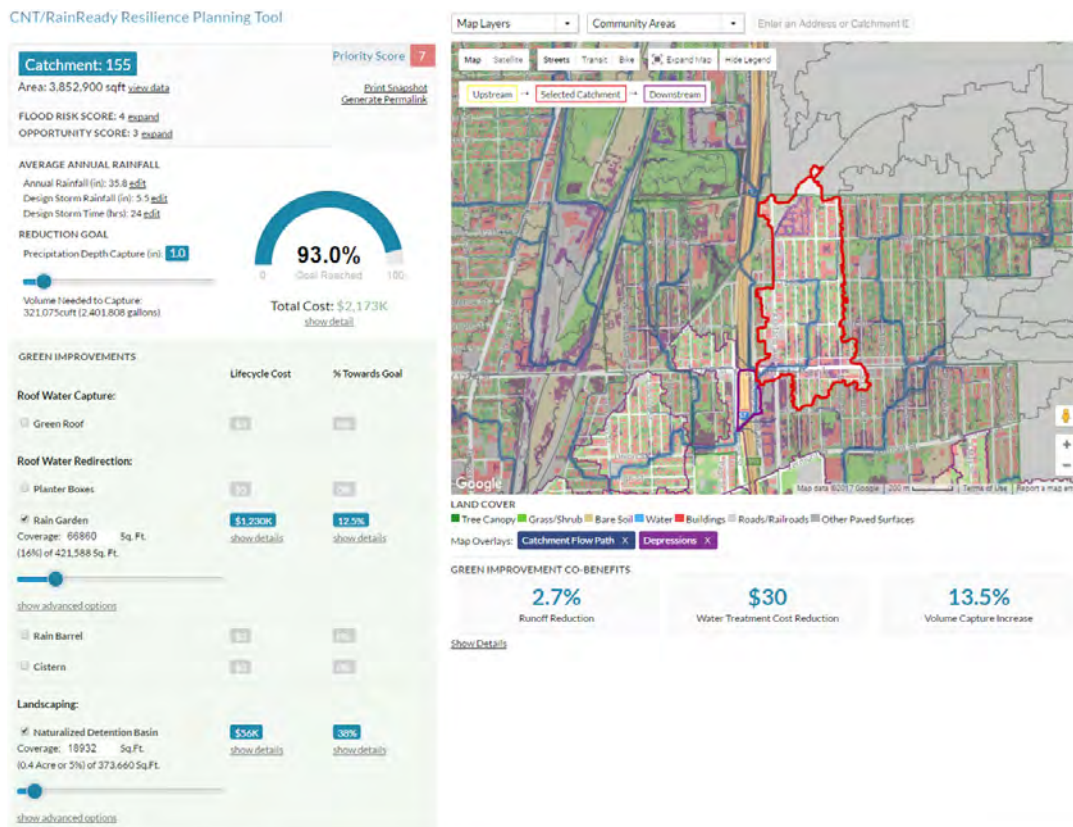 CNT/RainReady Resilience Planning Tool
Catchment: 155
Priority Score 7
Area: 3,852,900 sqft view data
Print Snapshot
Generate Permalink
FLOOD RISK SCORE: 4 expand
OPPORTUNITY SCORE: 3 expand
AVERAGE ANNUAL RAINFALL
Annual Rainfall (in): 35.8 edit
Design Storm Rainfall (in): 5.5 edit
Design Storm Time (hrs): 24 edit
REDUCTION GOAL
Precipitation Depth Capture (in): 1.0
Volume Needed to Capture:
321,075cuft (2,401,808 gallons)
93.0%
0 Goal Reached 100
Total Cost: $2,173K
show detail
GREEN IMPROVEMENTS
Lifecycle Cost % Towards Goal
Roof Water Capture:
Green Roof $0 0%
Roof Water Redirection:
Planter Boxes $0 0%
Rain Garden $1,230K 12.5%
Coverage: 66860 Sq. Ft. show details show details
(16%) of 421,588 Sq. Ft.
show advanced options
Rain Barrel $0 0%
Cistern $0 0%
Landscaping:
Naturalized Detention Basin $56K 38%
Coverage: 18932 Sq.Ft. show details show details
(0.4 Acre or 5%) of 373,660 Sq.Ft.
show advanced options
Map Layers Community Areas Enter an Address or Catchment ID
Map Satellite Streets Transit Bike Expand Map Hide Legend
Upstream → Selected Catchment → Downstream
+
−
Google
Map data ©2017 Google 200 m Terms of Use Report a map
LAND COVER
Tree Canopy Grass/Shrub Bare Soil Water Buildings Roads/Railroads Other Paved Surfaces
Map Overlays: Catchment Flow Path X Depressions X
GREEN IMPROVEMENT CO-BENEFITS
2.7% $30 13.5%
Runoff Reduction Water Treatment Cost Reduction Volume Capture Increase
Show Details